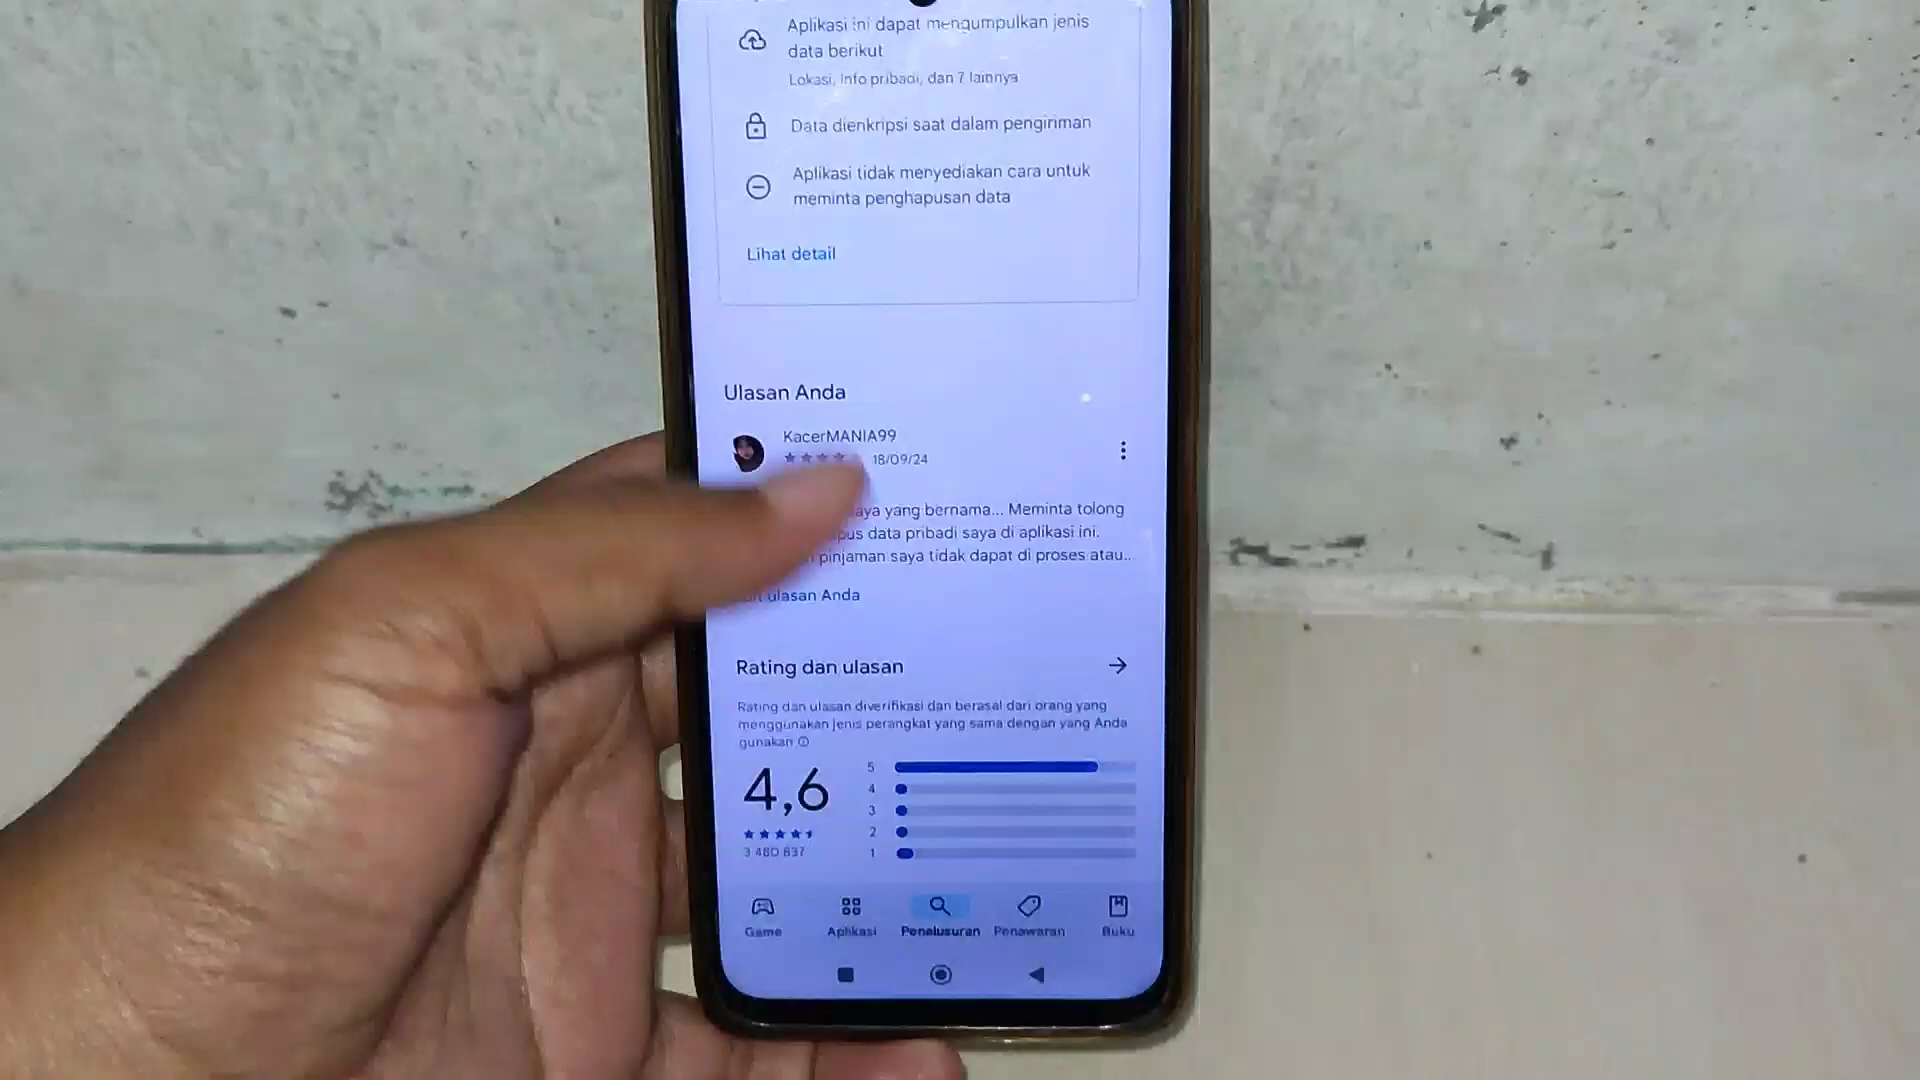 Aplikasi ini dapat mengumpulkan jenis
data berikut
Lokasi, Info pribadi, dan 7 lainnya
Data dienkripsi saat dalam pengiriman
Aplikasi tidak menyediakan cara untuk
meminta penghapusan data
Lihat detail
Ulasan Anda
KacerMANIA99
18/09/24
yang bernama... Meminta tolong
data pribadi saya di aplikasi ini.
pinjaman saya tidak dapat di proses atau...
ulasan Anda
Rating dan ulasan
Rating dan ulasan diverifikasi dan berasal dari orang yang
menggunakan jenis perangkat yang sama dengan yang Anda
gunakan
4,6
3 480 837
5
4
3
2
1
Game
Aplikasi
Penelusuran
Penawaran
Buku